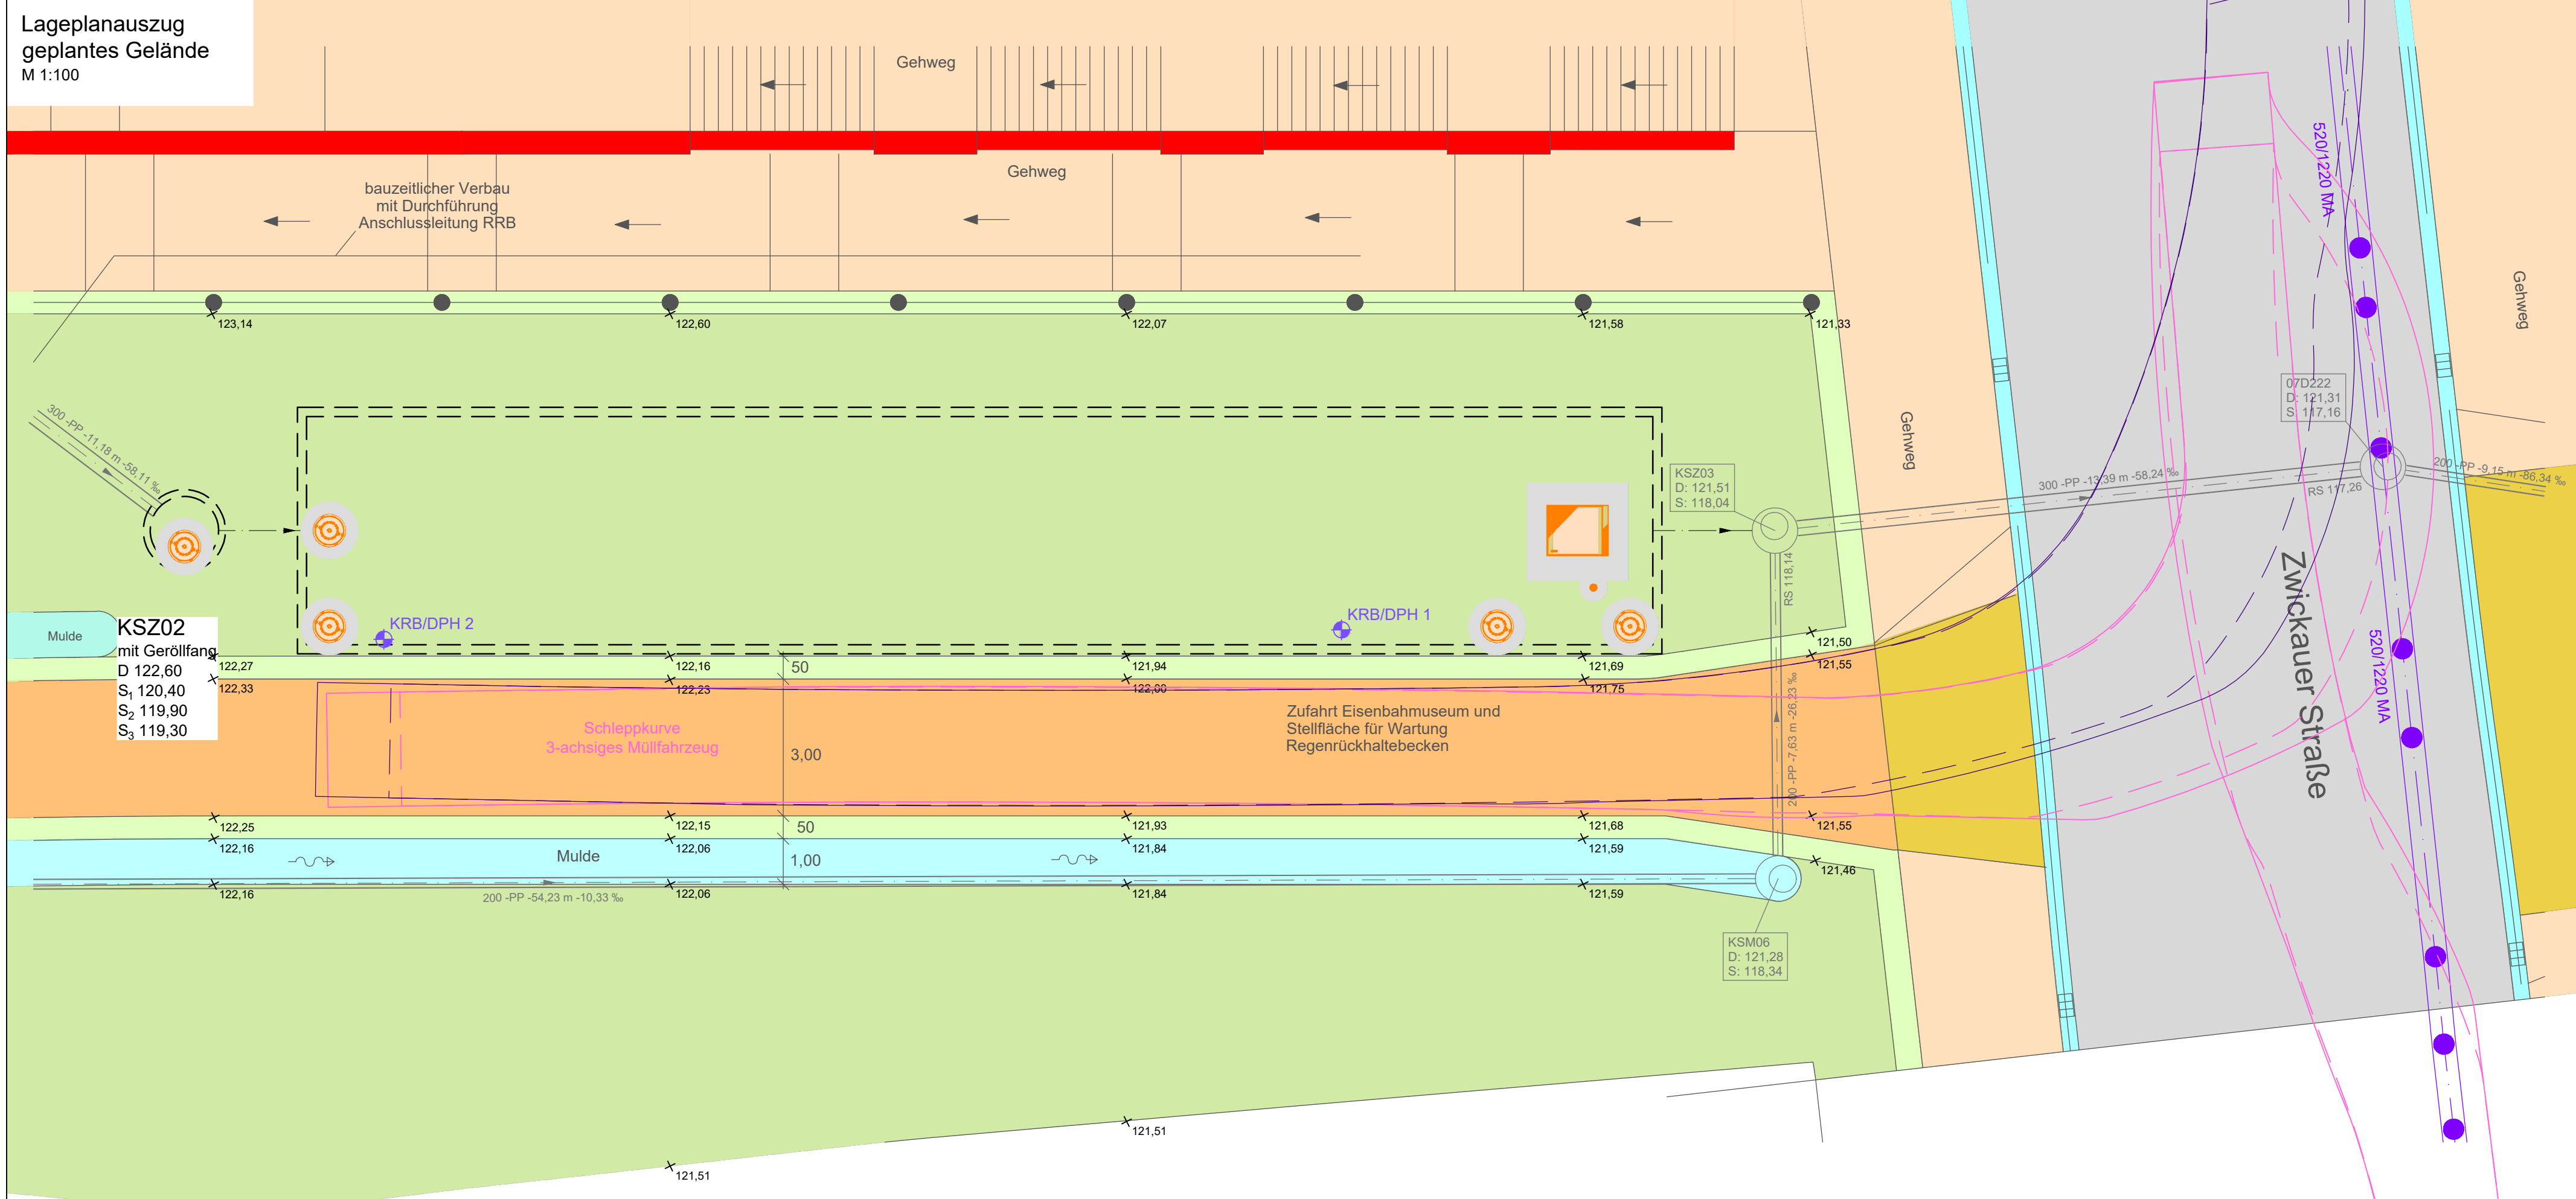 Lageplanauszug
geplantes Gelände
M 1:100
Gehweg
Gehweg
bauzeitlicher Verbau
mit Durchführung
Anschlussleitung RRB
123,14
122,60
122,07
121,58
121,33
300 -PP -11,18 m -58,11 ‰
KSZ03
D: 121,51
S: 118,04
Gehweg
RS 118,14
300 -PP -13,39 m -58,24 ‰
RS 117,26
07D222
D: 121,31
S: 117,16
200 -PP -9,15 m -86,34 ‰
520/1220 MA
Gehweg
Zwickauer Straße
520/1220 MA
Mulde
KSZ02
mit Geröllfang
D 122,60
S1 120,40
S2 119,90
S3 119,30
KRB/DPH 2
KRB/DPH 1
122,27
122,16
121,94
121,69
121,50
50
122,33
122,23
122,00
121,75
121,55
Schleppkurve
3-achsiges Müllfahrzeug
3,00
Zufahrt Eisenbahmuseum und
Stellfläche für Wartung
Regenrückhaltebecken
200 -PP -7,63 m -26,23 ‰
122,25
122,15
50
121,93
121,68
121,55
122,16
122,06
121,84
121,59
121,46
Mulde
1,00
122,16
122,06
121,84
121,59
200 -PP -54,23 m -10,33 ‰
KSM06
D: 121,28
S: 118,34
121,51
121,51